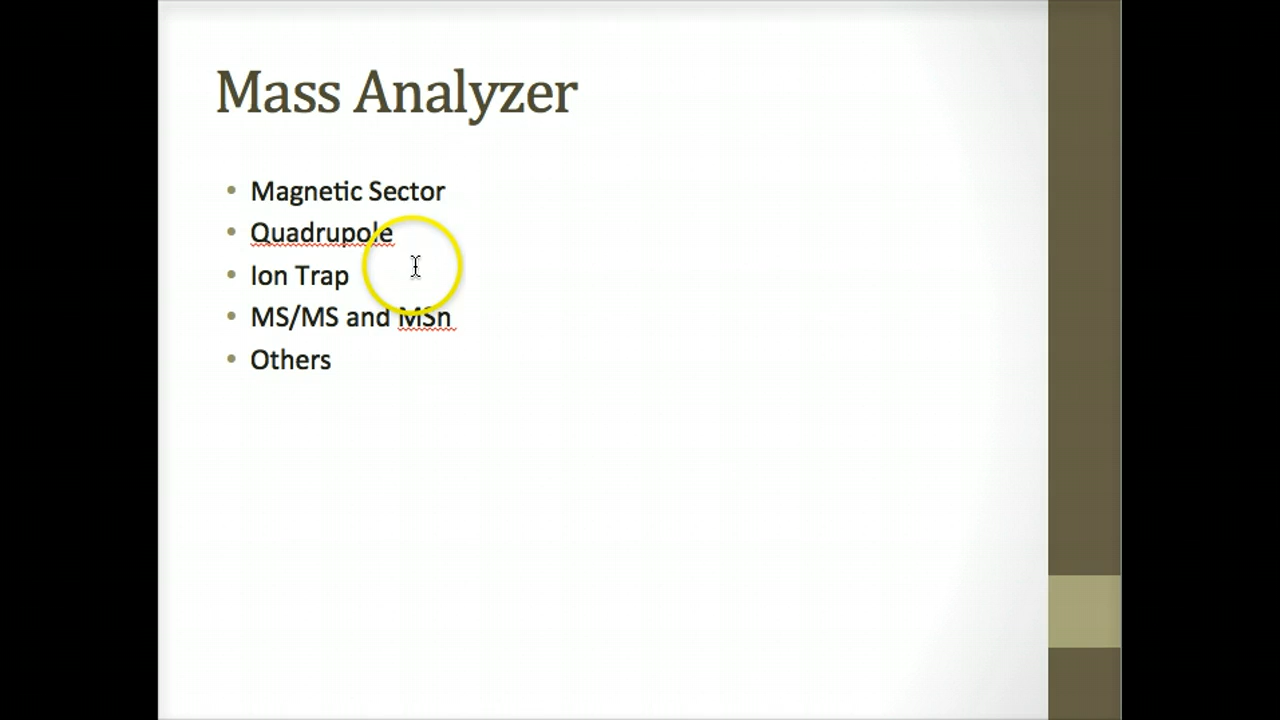 Mass Analyzer
Magnetic Sector
Quadrupole
Ion Trap
MS/MS and MSn
Others